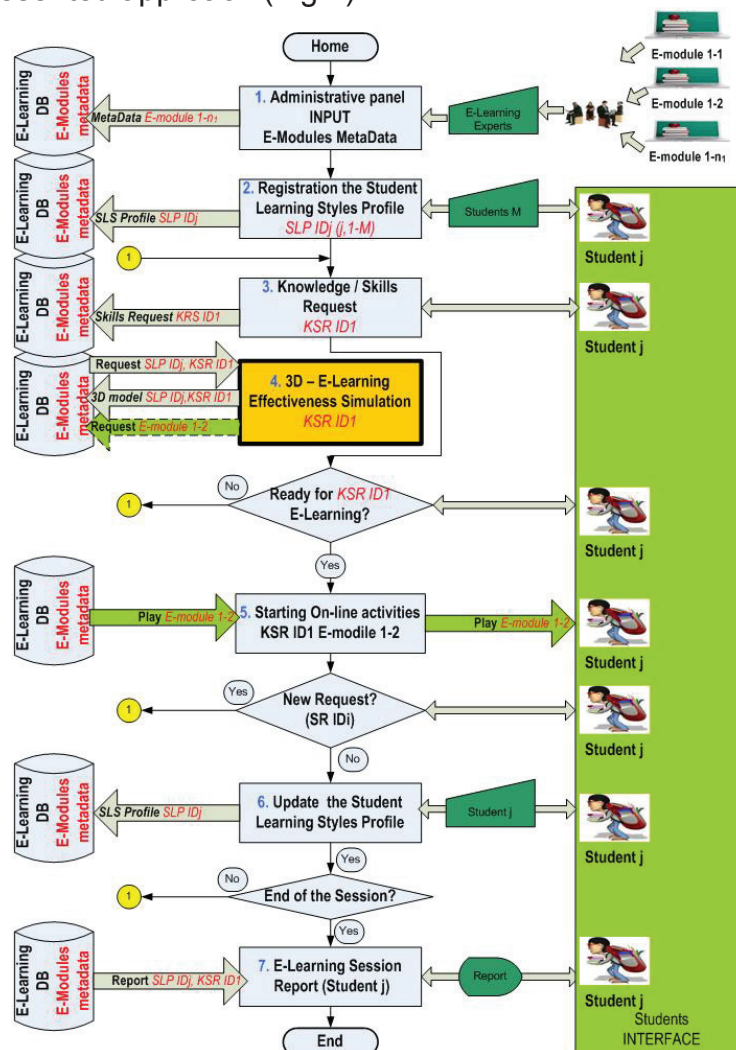 Home
E-module 1-1
E-Learning
DB
E-Modules
metadata
MetaData E-module 1-n1
1. Administrative panel
INPUT
E-Modules MetaData
E-Learning
Experts
E-module 1-2
E-module 1-n1
E-Learning
DB
E-Modules
metadata
SLS Profile SLP IDj
2. Registration the Student
Learning Styles Profile
SLP IDj (j,1-M)
Students M
Student j
1
E-Learning
DB
E-Modules
metadata
Skills Request KRS ID1
3. Knowledge / Skills
Request
KSR ID1
Student j
E-Learning
DB
E-Modules
metadata
Request SLP IDj, KSR ID1
3D model SLP IDj,KSR ID1
Request E-module 1-2
4. 3D – E-Learning
Effectiveness Simulation
KSR ID1
1
No
Ready for KSR ID1
E-Learning?
Student j
Yes
E-Learning
DB
E-Modules
metadata
Play E-module 1-2
5. Starting On-line activities
KSR ID1 E-modile 1-2
Play E-module 1-2
Student j
1
Yes
New Request?
(SR IDi)
Student j
No
E-Learning
DB
E-Modules
metadata
SLS Profile SLP IDj
6. Update the Student
Learning Styles Profile
Student j
Student j
Yes
1
No
End of the Session?
Yes
E-Learning
DB
E-Modules
metadata
Report SLP IDj, KSR ID1
7. E-Learning Session
Report (Student j)
Report
Student j
Students
INTERFACE
End